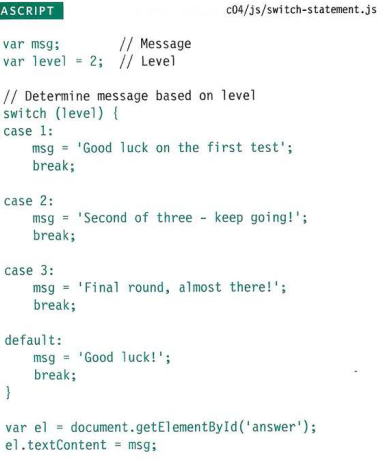 ASCRIPT
c04/js/switch-statement.js
var msg; // Message
var level = 2; // Level
// Determine message based on level
switch (level) {
case 1:
msg = 'Good luck on the first test';
break;
case 2:
msg = 'Second of three - keep going!';
break;
case 3:
msg = 'Final round, almost there!';
break;
default:
msg = 'Good luck!';
break;
}
var el = document.getElementById('answer');
el.textContent = msg;